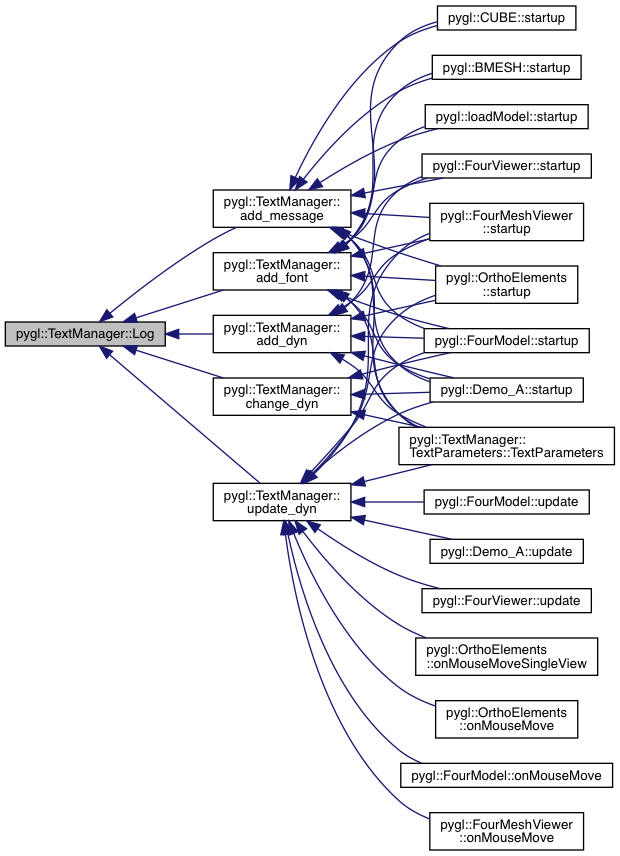 pygl::TextManager::Log
pygl::TextManager::
add_message
pygl::TextManager::
add_font
pygl::TextManager::
add_dyn
pygl::TextManager::
change_dyn
pygl::TextManager::
update_dyn
pygl::CUBE::startup
pygl::BMESH::startup
pygl::loadModel::startup
pygl::FourViewer::startup
pygl::FourMeshViewer
::startup
pygl::OrthoElements
::startup
pygl::FourModel::startup
pygl::Demo_A::startup
pygl::TextManager::
TextParameters::TextParameters
pygl::FourModel::update
pygl::Demo_A::update
pygl::FourViewer::update
pygl::OrthoElements
::onMouseMoveSingleView
pygl::OrthoElements
::onMouseMove
pygl::FourModel::onMouseMove
pygl::FourMeshViewer
::onMouseMove